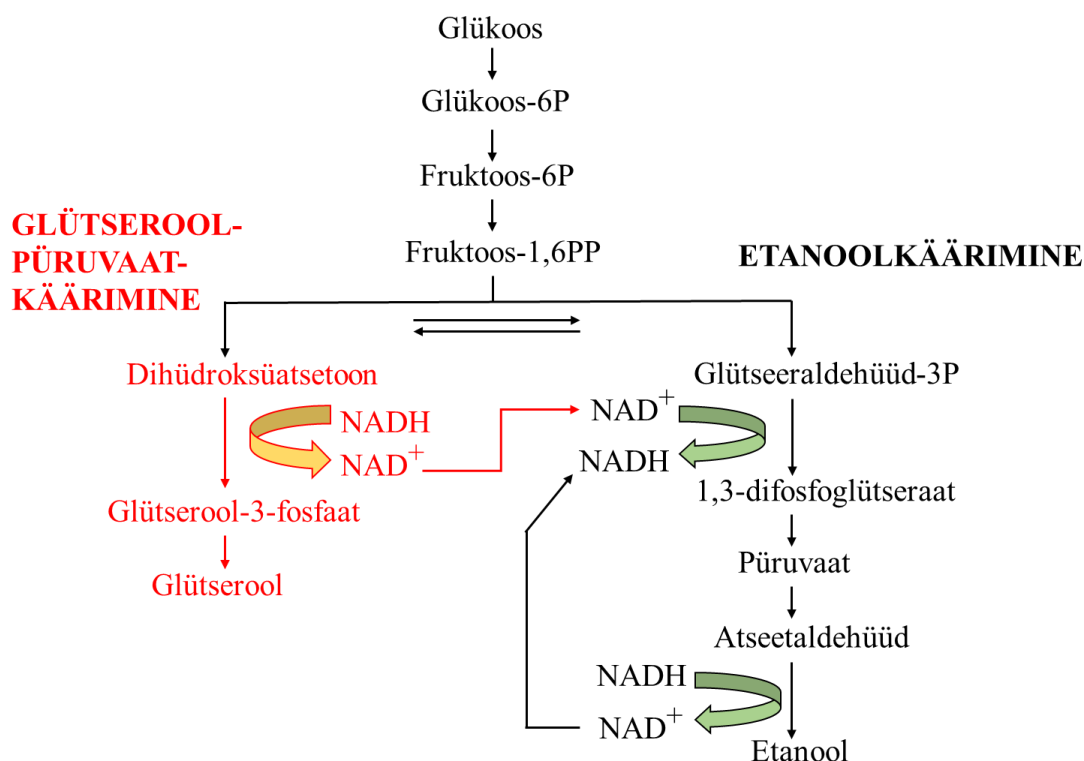 Glükoos
Glükoos-6P
Fruktoos-6P
Fruktoos-1,6PP
GLÜTSEROOL-
PÜRUVAAT-
KÄÄRIMINE
ETANOOLKÄÄRIMINE
Dihüdroksüatsetoon
NADH
NAD+
Glütserool-3-fosfaat
Glütserool
Glütseeraldehüüd-3P
NAD+
NADH
1,3-difosfoglütseraat
Püruvaat
Atseetaldehüüd
NADH
NAD+
Etanool